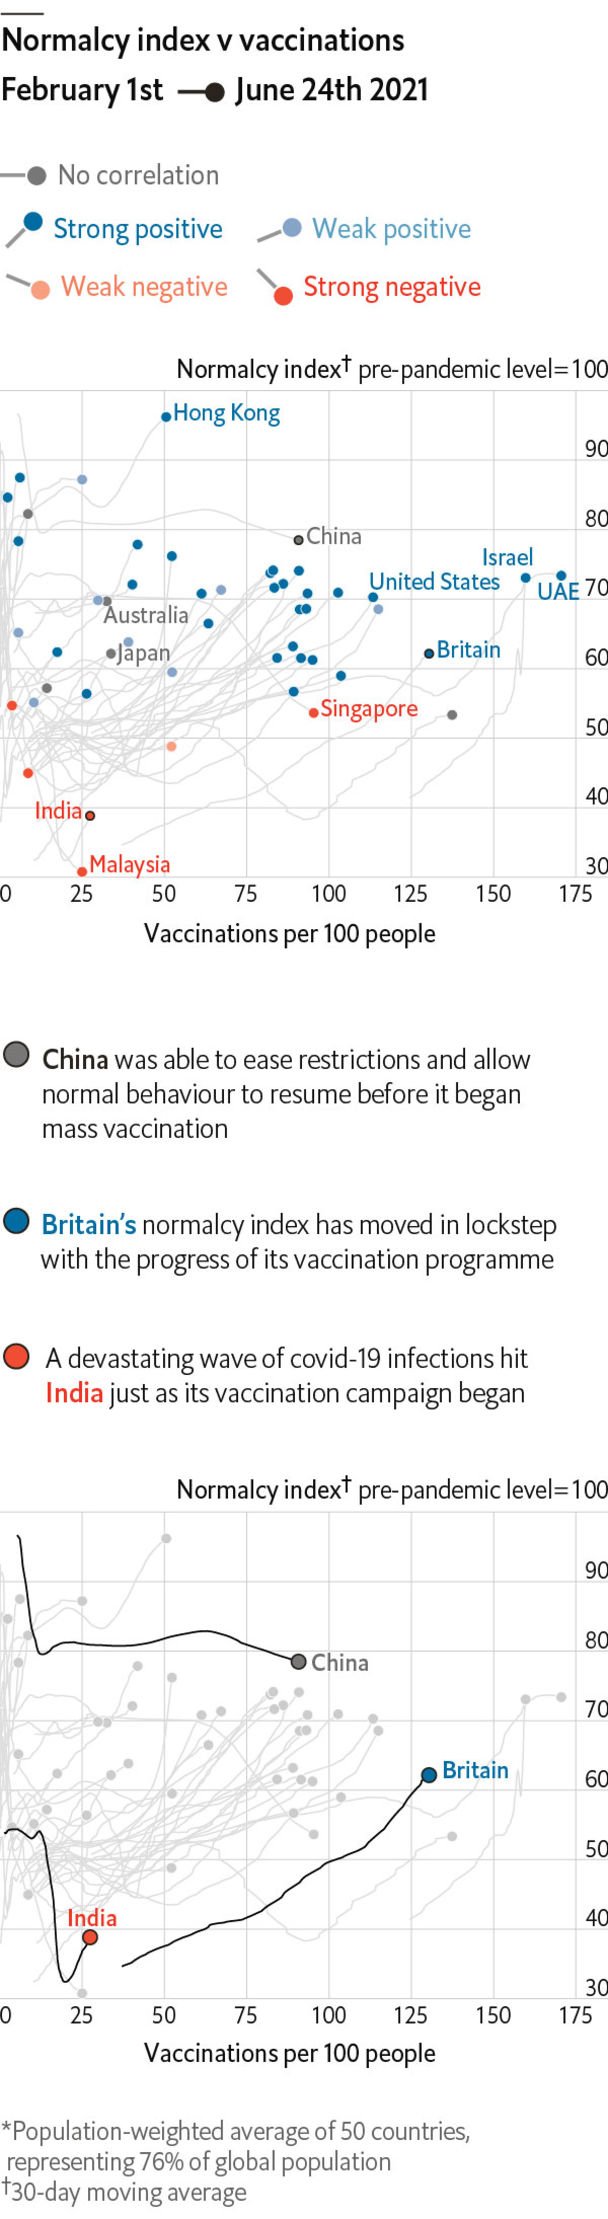 Normalcy index v vaccinations
February 1st June 24th 2021
No correlation
Strong positive Weak positive
Weak negative Strong negative
Normalcy index† pre-pandemic level=100
Hong Kong
90
80
China
Israel
United States
70
UAE
Australia
Japan
Britain
60
Singapore
50
40
India
Malaysia
30
0 25 50 75 100 125 150 175
Vaccinations per 100 people
China was able to ease restrictions and allow
normal behaviour to resume before it began
mass vaccination
Britain’s normalcy index has moved in lockstep
with the progress of its vaccination programme
A devastating wave of covid-19 infections hit
India just as its vaccination campaign began
Normalcy index† pre-pandemic level=100
90
80
China
70
Britain
60
50
India
40
30
0 25 50 75 100 125 150 175
Vaccinations per 100 people
*Population-weighted average of 50 countries,
representing 76% of global population
†30-day moving average